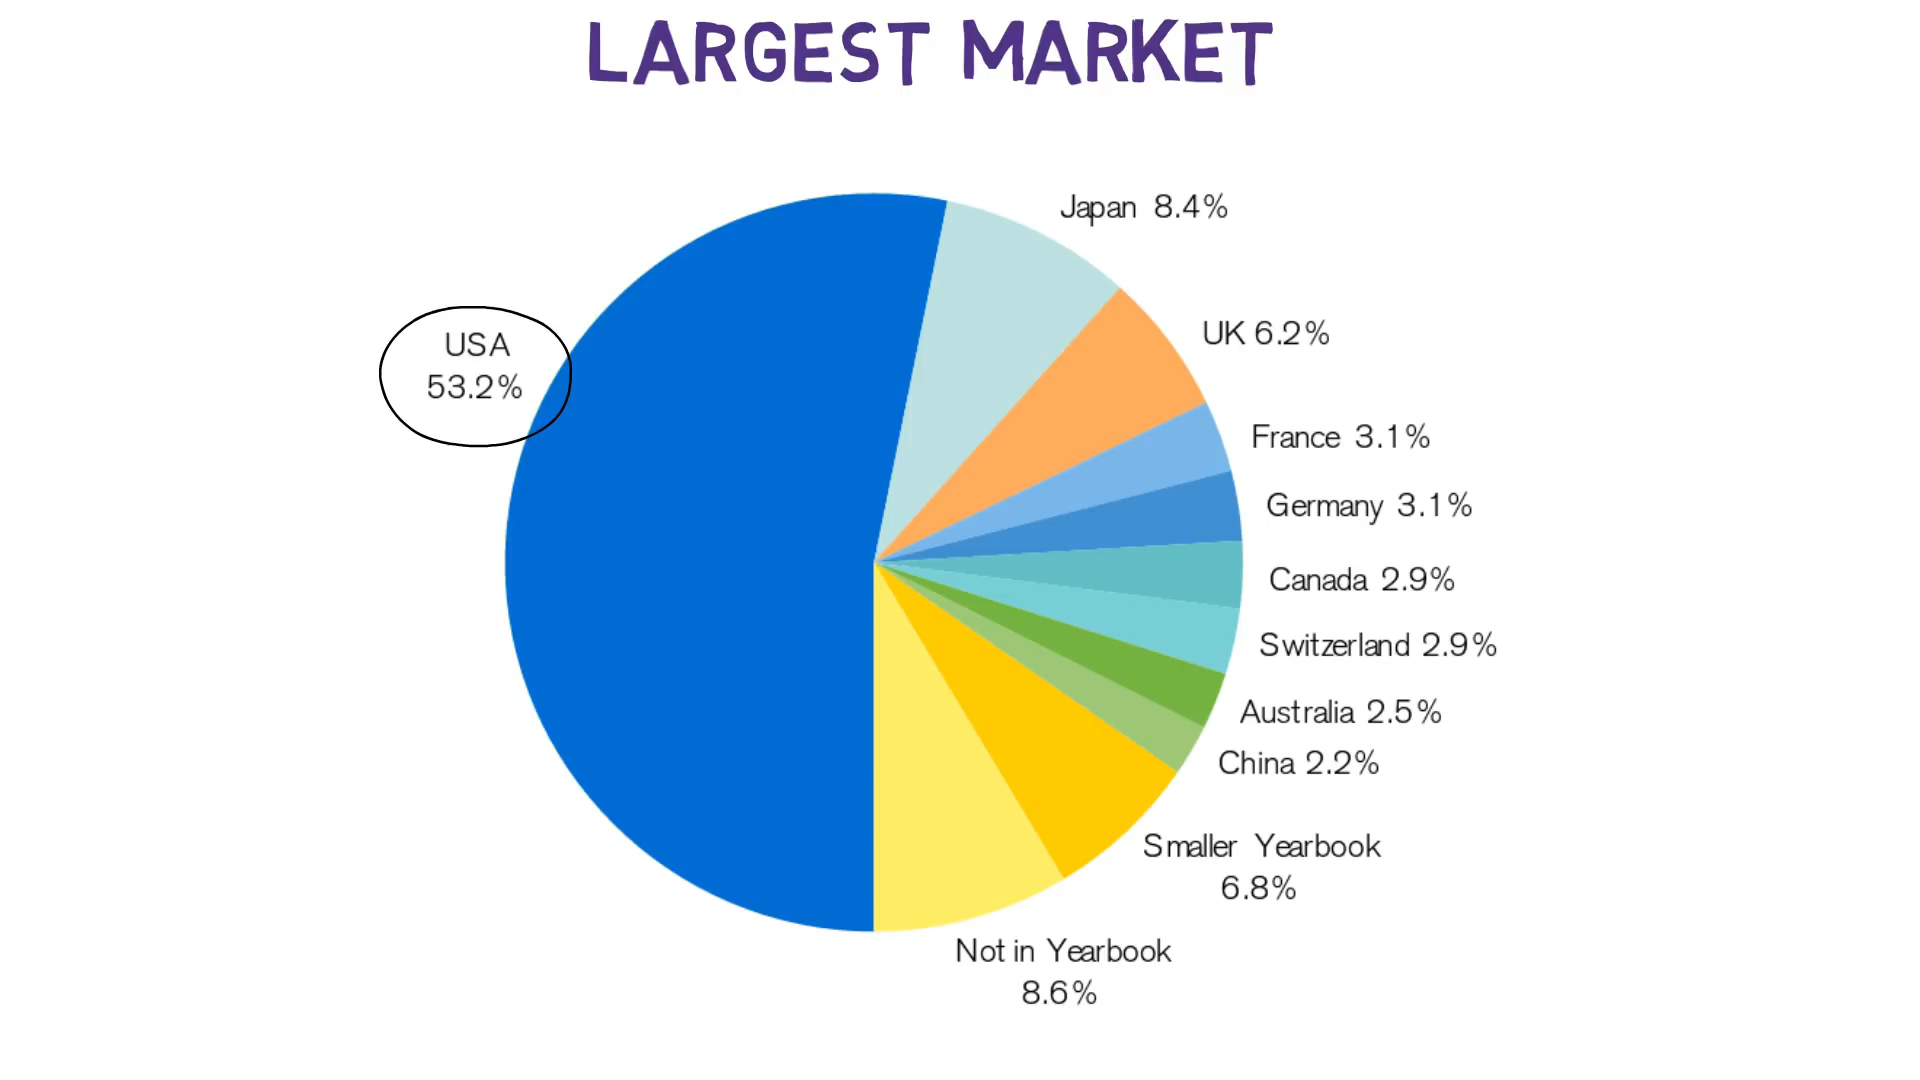 LARGEST MARKET
Japan 8.4%
UK 6.2%
USA
53.2%
France 3.1%
Germany 3.1%
Canada 2.9%
Switzerland 2.9%
Australia 2.5%
China 2.2%
Smaller Yearbook
6.8%
Not in Yearbook
8.6%